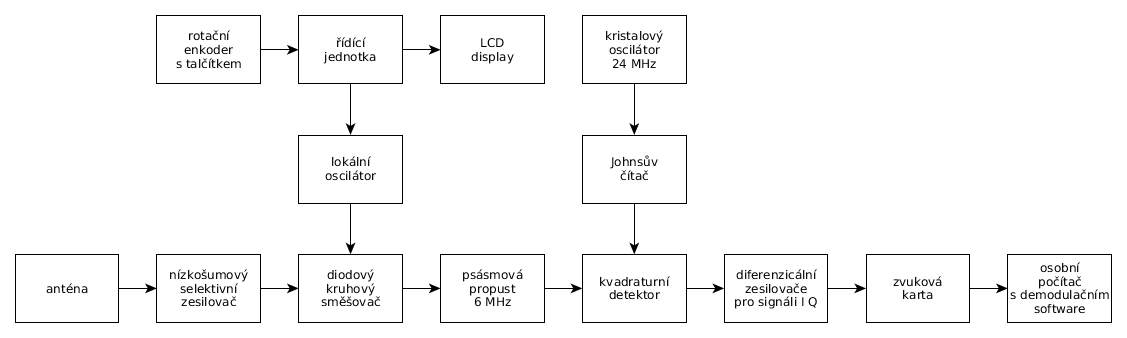 rotační
enkoder
s talčítkem
řídící
jednotka
LCD
display
kristalový
oscilátor
24 MHz
lokální
oscilátor
Johnsův
čítač
anténa
nízkošumový
selektivní
zesilovač
diodový
kruhový
směšovač
psásmová
propust
6 MHz
kvadraturní
detektor
diferenzicální
zesilovače
pro signáli I Q
zvuková
karta
osobní
počítač
s demodulačním
software